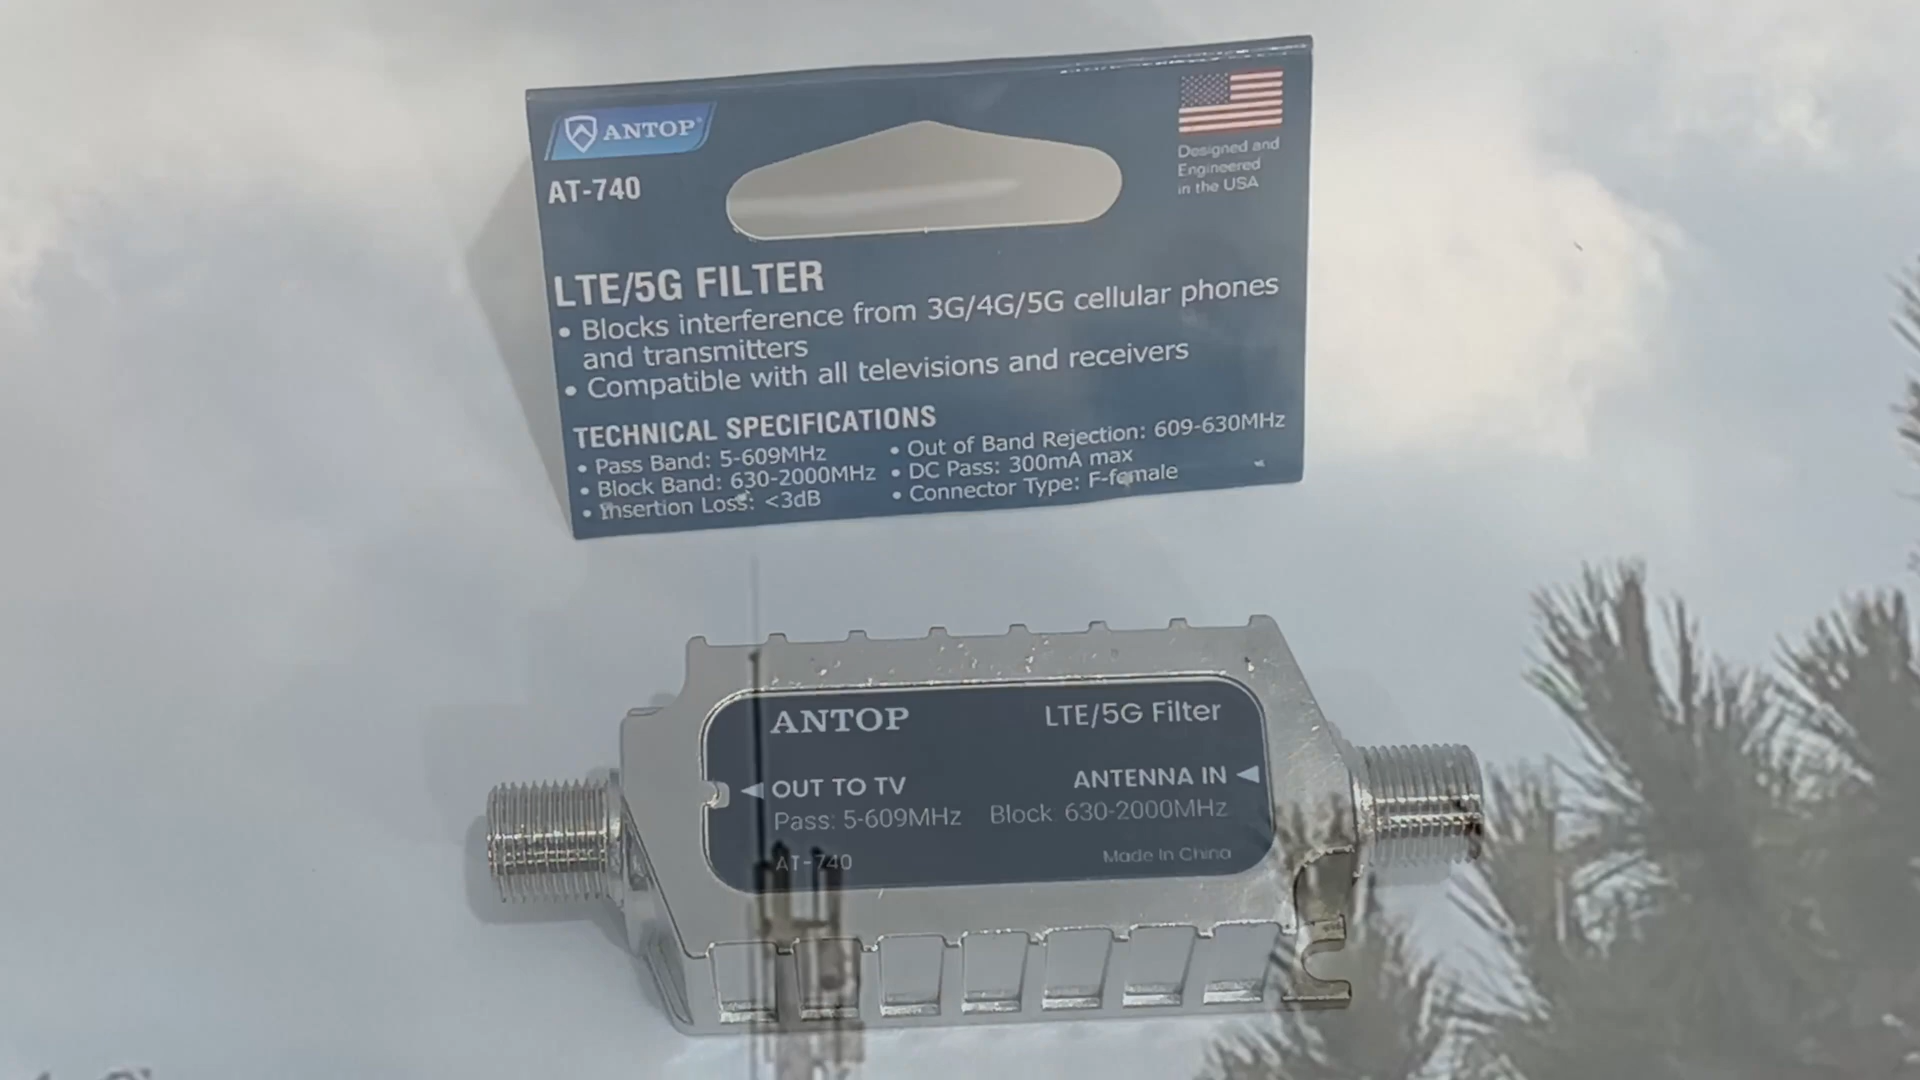 ANTOP®
AT-740
Designed and
Engineered
in the USA
LTE/5G FILTER
• Blocks interference from 3G/4G/5G cellular phones
and transmitters
• Compatible with all televisions and receivers
TECHNICAL SPECIFICATIONS
• Pass Band: 5-609MHz
• Block Band: 630-2000MHz
• Insertion Loss: <3dB
• Out of Band Rejection: 609-630MHz
• DC Pass: 300mA max
• Connector Type: F-female
ANTOP
LTE/5G Filter
OUT TO TV
ANTENNA IN
Pass: 5-609MHz
Block: 630-2000MHz
AT-740
Made In China